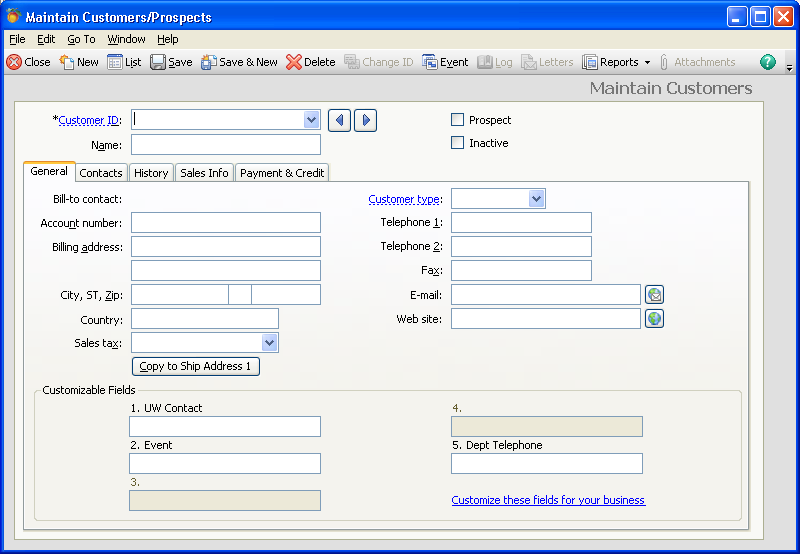 Maintain Customers/Prospects
File Edit Go To Window Help
Close New List Save Save & New Delete Change ID Event Log Letters Reports Attachments ?
Maintain Customers
*Customer ID: Prospect
Name: Inactive
General Contacts History Sales Info Payment & Credit
Bill-to contact: Customer type:
Account number: Telephone 1:
Billing address: Telephone 2:
Fax:
City, ST, Zip: E-mail:
Country: Web site:
Sales tax:
Copy to Ship Address 1
Customizable Fields
1. UW Contact 4.
2. Event 5. Dept Telephone
3.
Customize these fields for your business